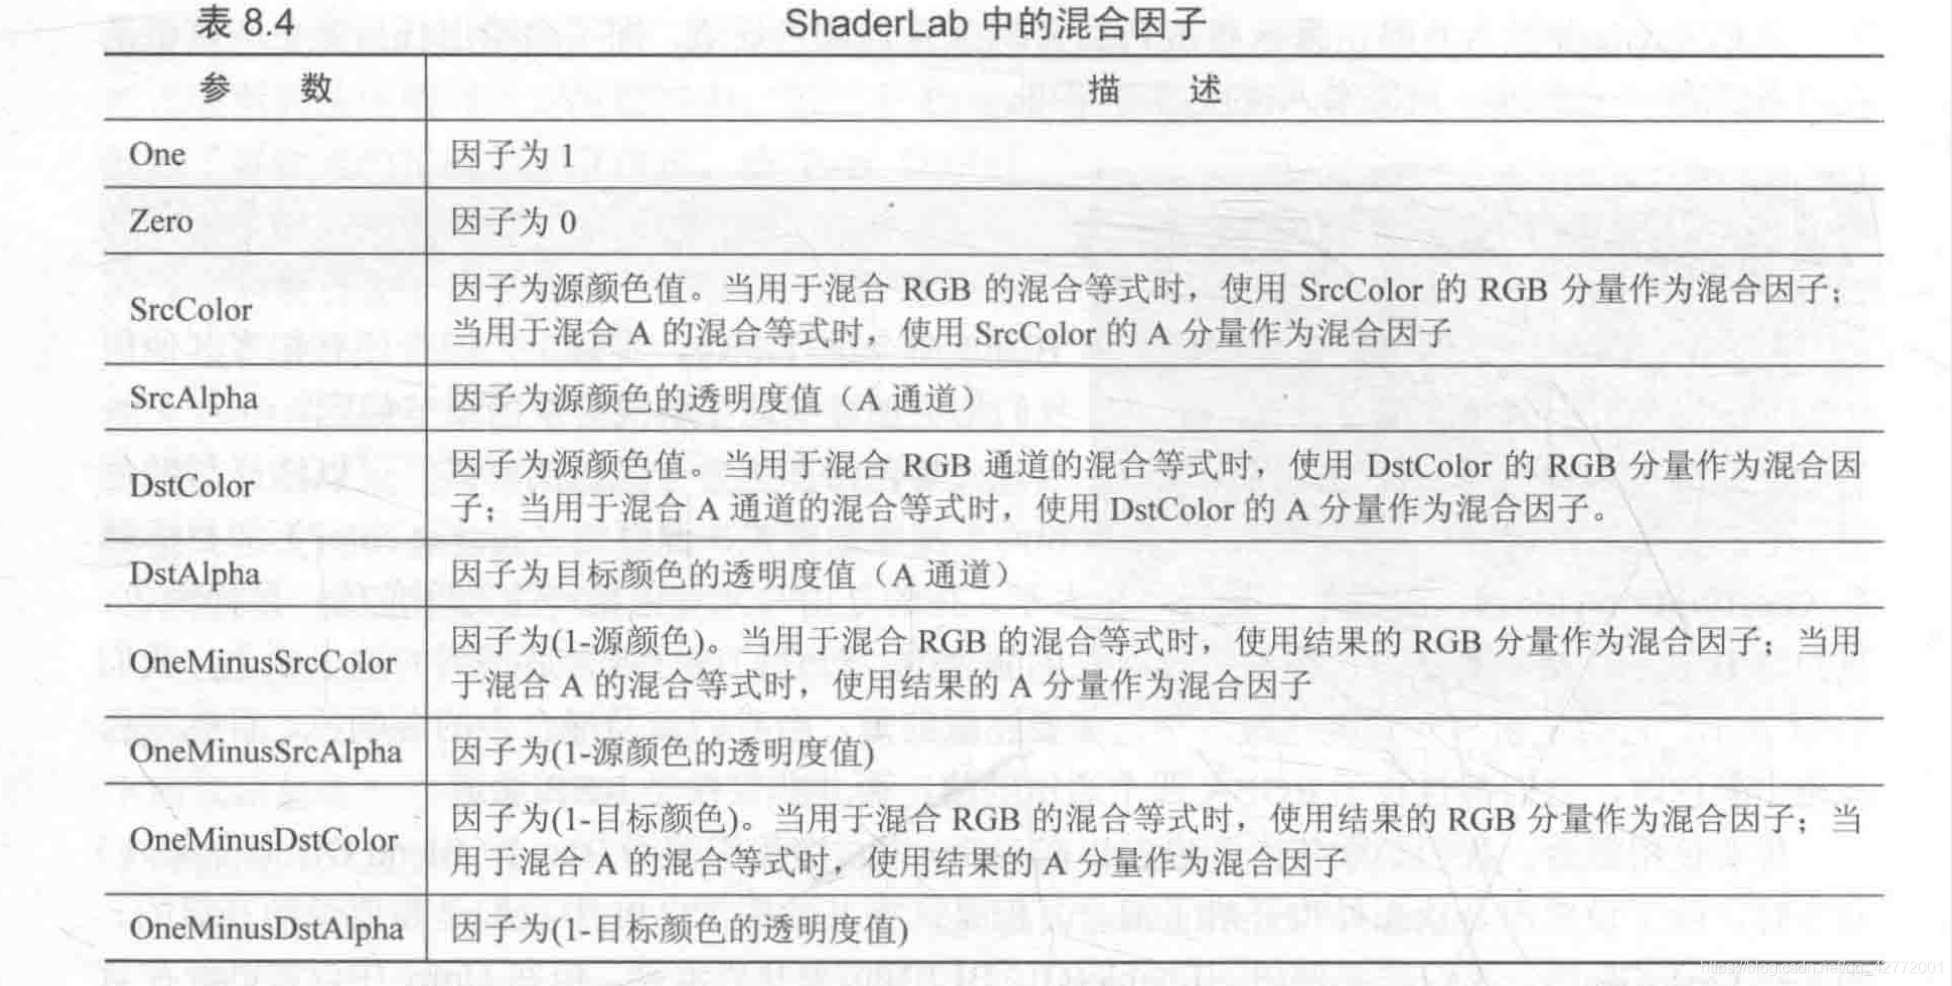 表 8.4 ShaderLab 中的混合因子
参 数 描 述
One 因子为 1
Zero 因子为 0
SrcColor 因子为源颜色值。当用于混合 RGB 的混合等式时，使用 SrcColor 的 RGB 分量作为混合因子；
当用于混合 A 的混合等式时，使用 SrcColor 的 A 分量作为混合因子
SrcAlpha 因子为源颜色的透明度值（A 通道）
DstColor 因子为源颜色值。当用于混合 RGB 通道的混合等式时，使用 DstColor 的 RGB 分量作为混合因
子；当用于混合 A 通道的混合等式时，使用 DstColor 的 A 分量作为混合因子。
DstAlpha 因子为目标颜色的透明度值（A 通道）
OneMinusSrcColor 因子为(1-源颜色)。当用于混合 RGB 的混合等式时，使用结果的 RGB 分量作为混合因子；当用
于混合 A 的混合等式时，使用结果的 A 分量作为混合因子
OneMinusSrcAlpha 因子为(1-源颜色的透明度值)
OneMinusDstColor 因子为(1-目标颜色)。当用于混合 RGB 的混合等式时，使用结果的 RGB 分量作为混合因子；当
用于混合 A 的混合等式时，使用结果的 A 分量作为混合因子
OneMinusDstAlpha 因子为(1-目标颜色的透明度值)
https://blog.csdn.net/qq_42772001